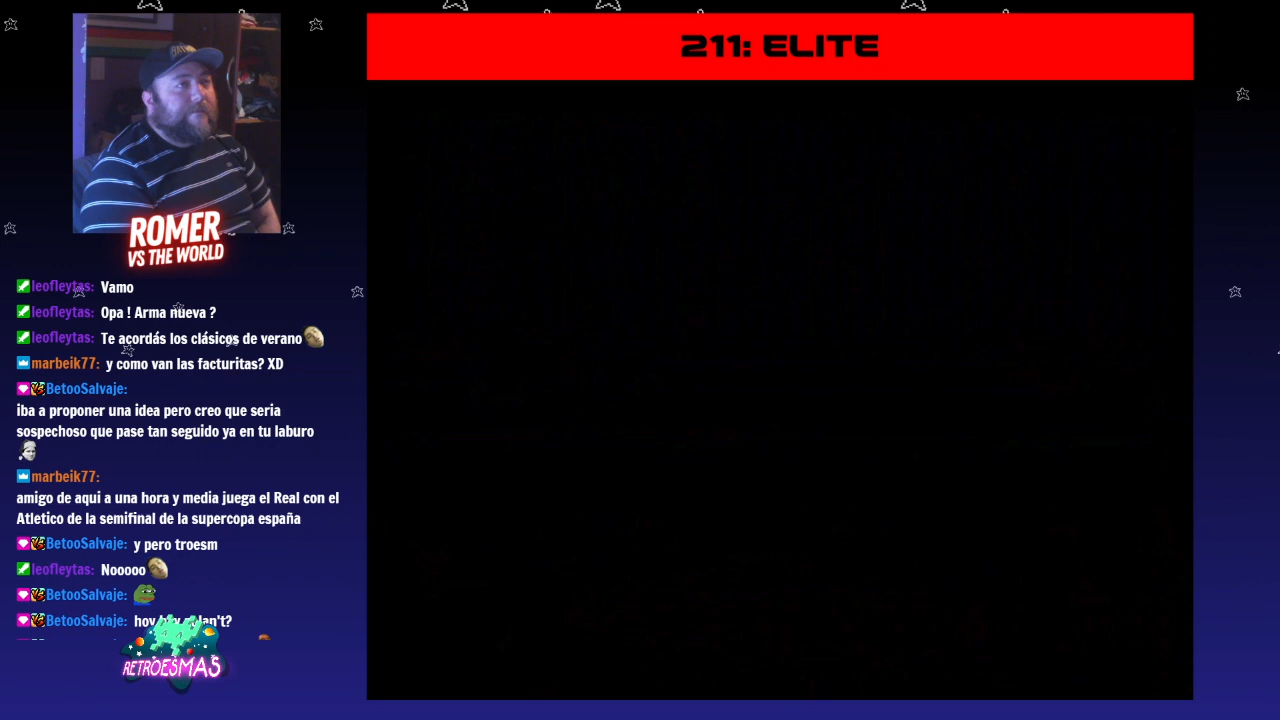 211: ELITE
ROMER
VS THE WORLD
leofleytas: Vamo
leofleytas: Opa ! Arma nueva ?
leofleytas: Te acordás los clásicos de verano
marbeik77: y como van las facturitas? XD
BetooSalvaje:
iba a proponer una idea pero creo que seria
sospechoso que pase tan seguido ya en tu laburo
marbeik77:
amigo de aqui a una hora y media juega el Real con el
Atletico de la semifinal de la supercopa españa
BetooSalvaje: y pero troesm
leofleytas: Nooooo
BetooSalvaje:
BetooSalvaje: hoy
RETROESMAS